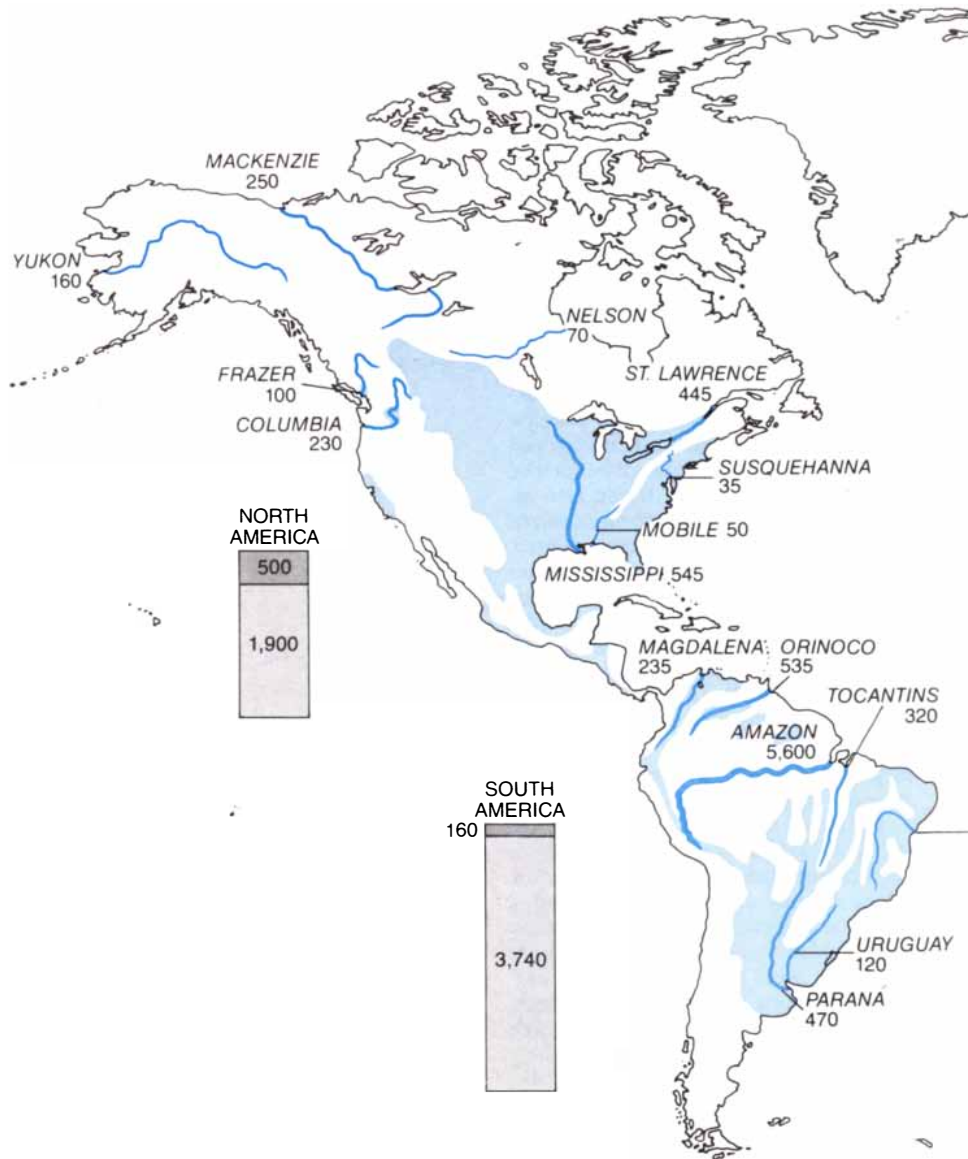 MACKENZIE
250
YUKON
160
NELSON
70
FRAZER
100
ST. LAWRENCE
445
COLUMBIA
230
SUSQUEHANNA
35
NORTH
AMERICA
500
1,900
MOBILE 50
MISSISSIPPI 545
MAGDALENA
235
ORINOCO
535
TOCANTINS
320
AMAZON
5,600
SOUTH
AMERICA
160
3,740
URUGUAY
120
PARANA
470